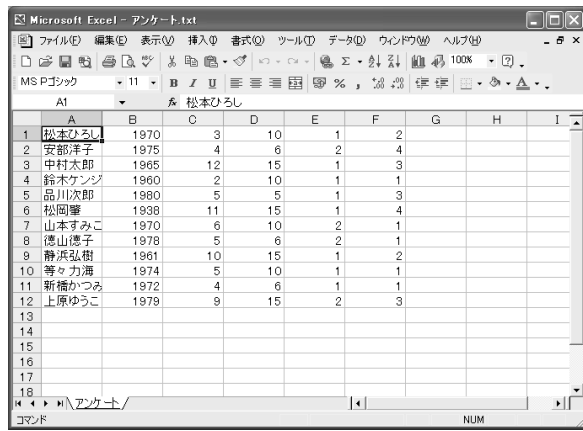 Microsoft Excel - アンケート.txt
ファイル(F) 編集(E) 表示(V) 挿入(I) 書式(O) ツール(T) データ(D) ウィンドウ(W) ヘルプ(H)
100%
MS Pゴシック 11 B I U % ,
A1 fx 松本ひろし
A B C D E F G H I
1 松本ひろし 1970 3 10 1 2
2 安部洋子 1975 4 6 2 4
3 中村太郎 1965 12 15 1 3
4 鈴木ケンジ 1960 2 10 1 1
5 品川次郎 1980 5 5 1 3
6 松岡肇 1938 11 15 1 4
7 山本すみこ 1970 6 10 2 1
8 徳山徳子 1978 5 6 2 1
9 静浜弘樹 1961 10 15 1 2
10 等々力海 1974 5 10 1 1
11 新橋かつみ 1972 4 6 1 1
12 上原ゆうこ 1979 9 15 2 3
13
14
15
16
17
18
アンケート
コマンド NUM